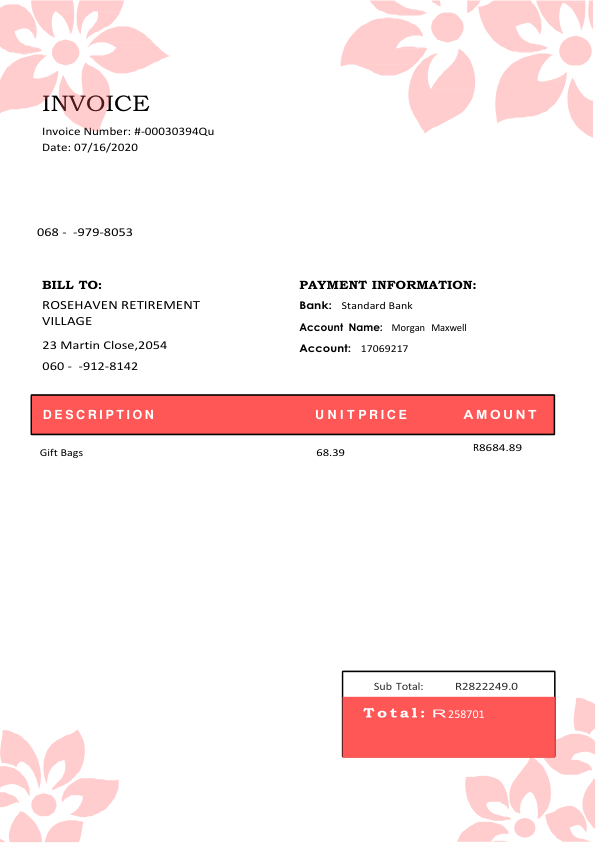 INVOICE
Invoice Number: #-00030394Qu
Date: 07/16/2020
068 -  -979-8053
BILL TO:
ROSEHAVEN RETIREMENT
VILLAGE
23 Martin Close,2054
060 -  -912-8142
PAYMENT INFORMATION:
Bank: Standard Bank
Account Name: Morgan Maxwell
Account: 17069217
DESCRIPTION UNITPRICE AMOUNT
Gift Bags 68.39 R8684.89
Sub Total: R2822249.0
Total: R258701